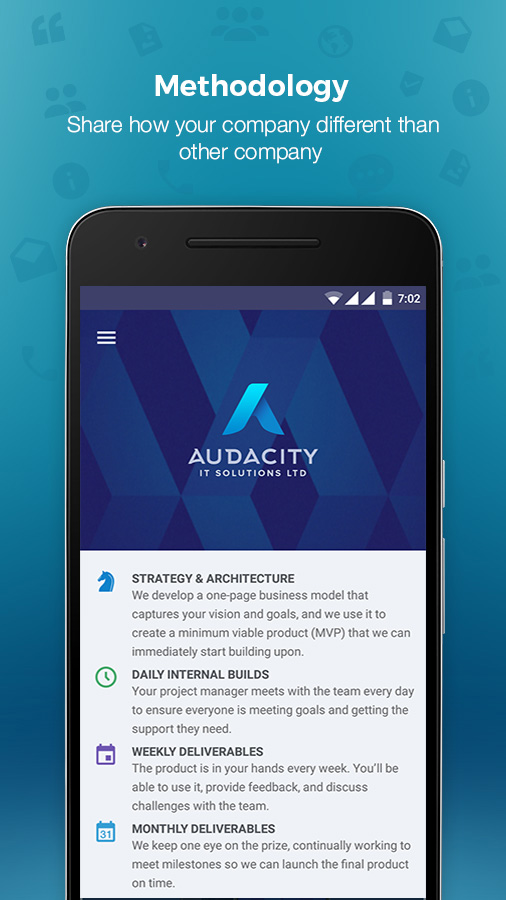 Methodology
Share how your company different than
other company
7:02
AUDACITY
IT SOLUTIONS LTD
STRATEGY & ARCHITECTURE
We develop a one-page business model that
captures your vision and goals, and we use it to
create a minimum viable product (MVP) that we can
immediately start building upon.
DAILY INTERNAL BUILDS
Your project manager meets with the team every day
to ensure everyone is meeting goals and getting the
support they need.
WEEKLY DELIVERABLES
The product is in your hands every week. You’ll be
able to use it, provide feedback, and discuss
challenges with the team.
31
MONTHLY DELIVERABLES
We keep one eye on the prize, continually working to
meet milestones so we can launch the final product
on time.